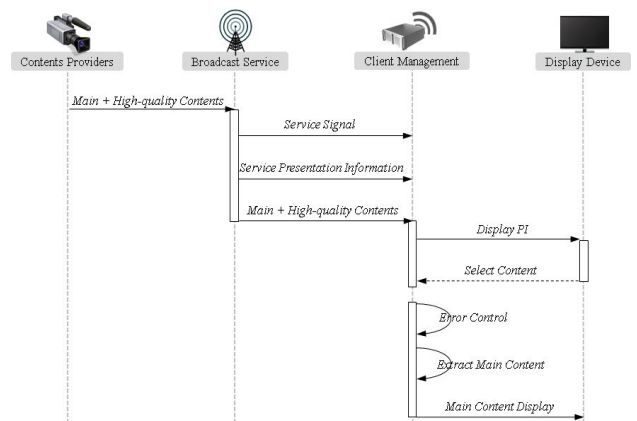 Contents Providers
Broadcast Service
Client Management
Display Device
Main + High-quality Contents
Service Signal
Service Presentation Information
Main + High-quality Contents
Display PI
Select Content
Error Control
Extract Main Content
Main Content Display